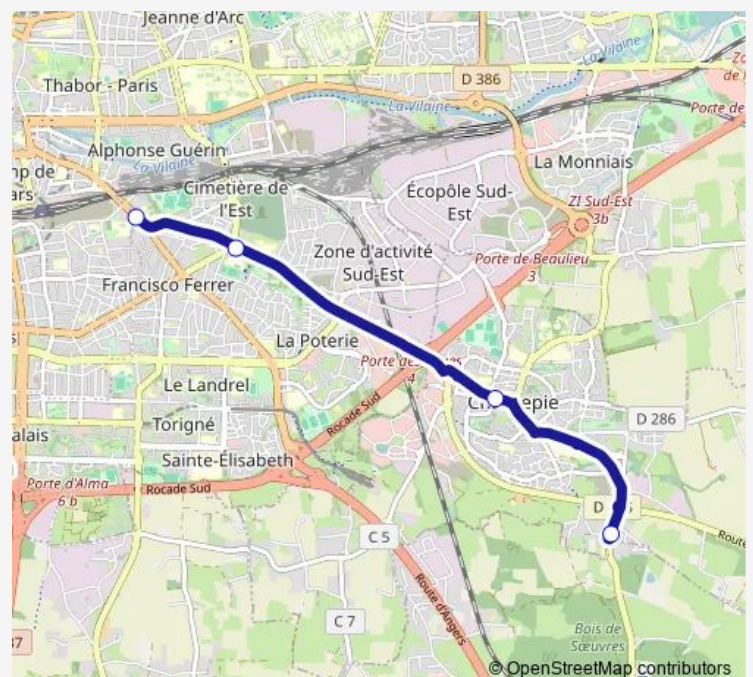 Jeanne d'Arc
D 386
La Vilaine
Thabor - Paris
La Vilaine
Porte de
Alphonse Guérin
La Vilaine
La Monniais
Cimetière de
l'Est
Écopôle Sud-
Est
ZI Sud-Est
3b
Zone d'activité
Sud-Est
Porte de Beaulieu
3
Francisco Ferrer
La Poterie
4
Le Landrel
Rocade Sud
D 286
Torigné
Sainte-Élisabeth
Porte d'Alma
6 b
Rocade Sud
C 5
Route d'Angers
C 7
Bois de
Sœuvres
© OpenStreetMap contributors